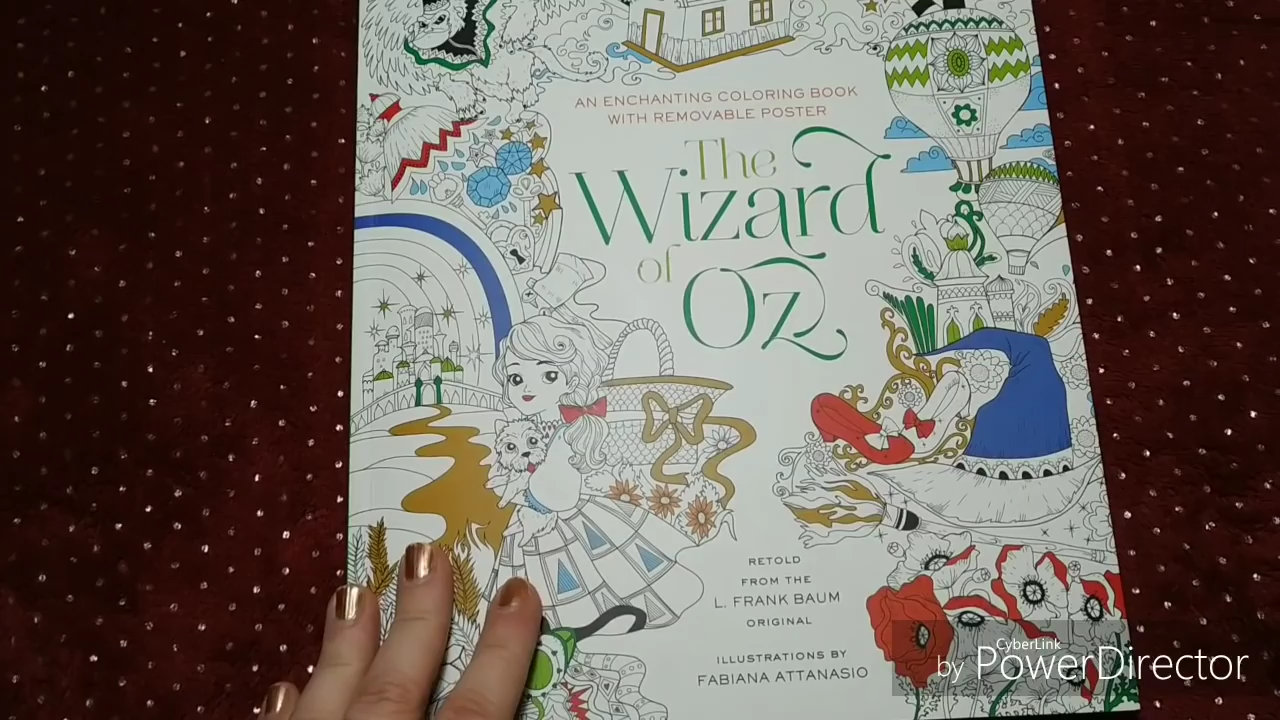 AN ENCHANTING COLORING BOOK
WITH REMOVABLE POSTER
The
Wizard
of
Oz
RETOLD
FROM THE
L. FRANK BAUM
ORIGINAL
ILLUSTRATIONS BY
FABIANA ATTANASIO
CyberLink
by PowerDirector